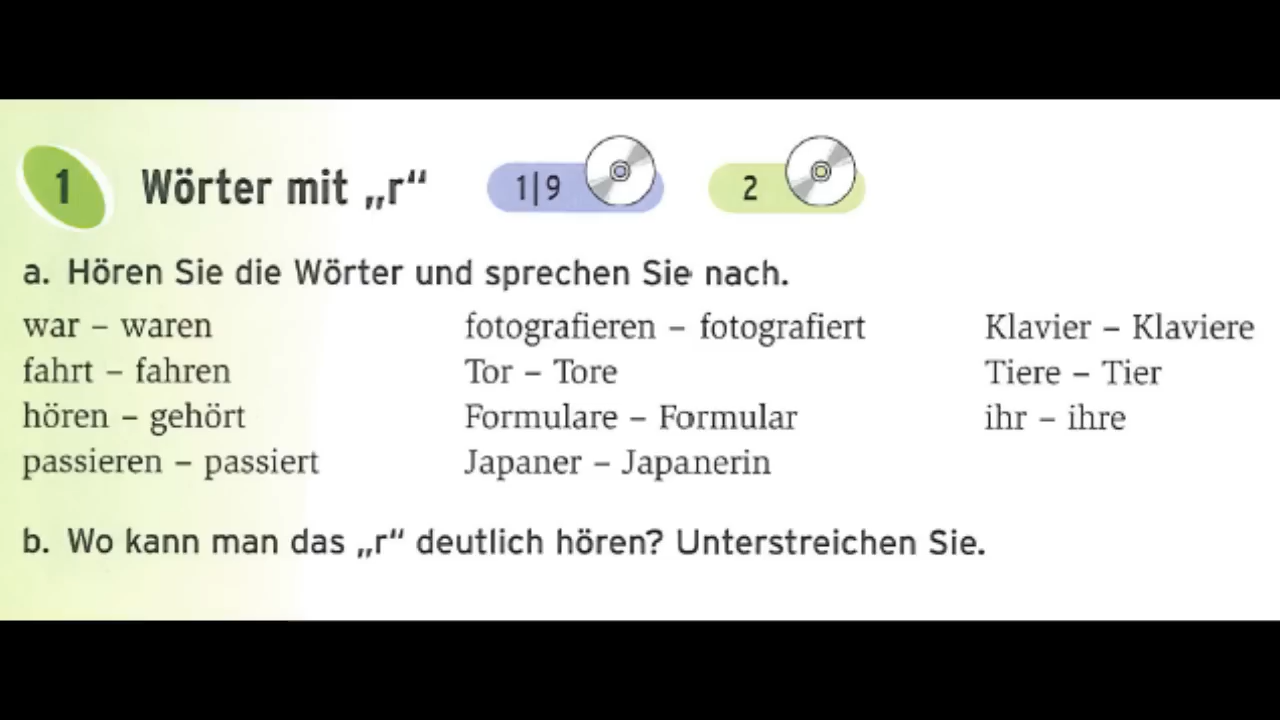 1 Wörter mit „r“ 1|9 2
a. Hören Sie die Wörter und sprechen Sie nach.
war – waren fotografieren – fotografiert Klavier – Klaviere
fahrt – fahren Tor – Tore Tiere – Tier
hören – gehört Formulare – Formular ihr – ihre
passieren – passiert Japaner – Japanerin
b. Wo kann man das „r“ deutlich hören? Unterstreichen Sie.